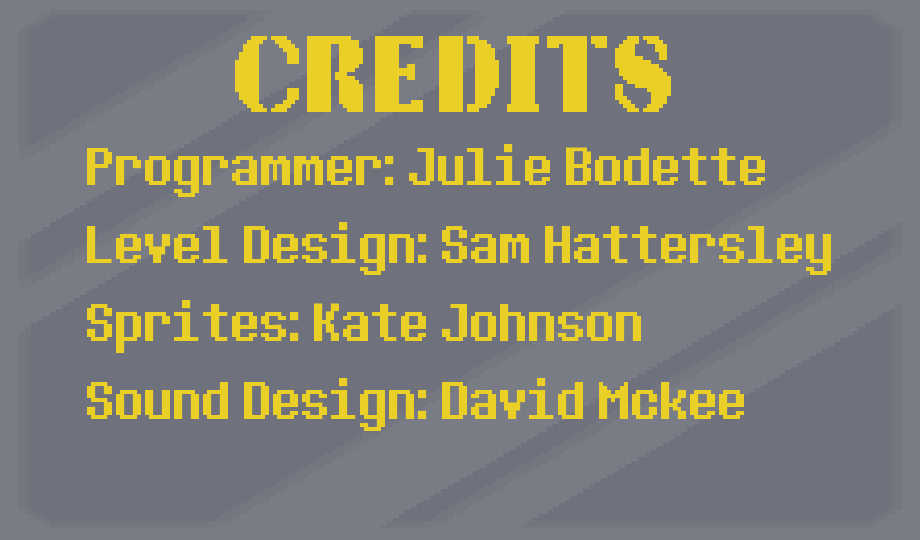 CREDITS
Programmer: Julie Bodette
Level Design: Sam Hattersley
Sprites: Kate Johnson
Sound Design: David Mckee